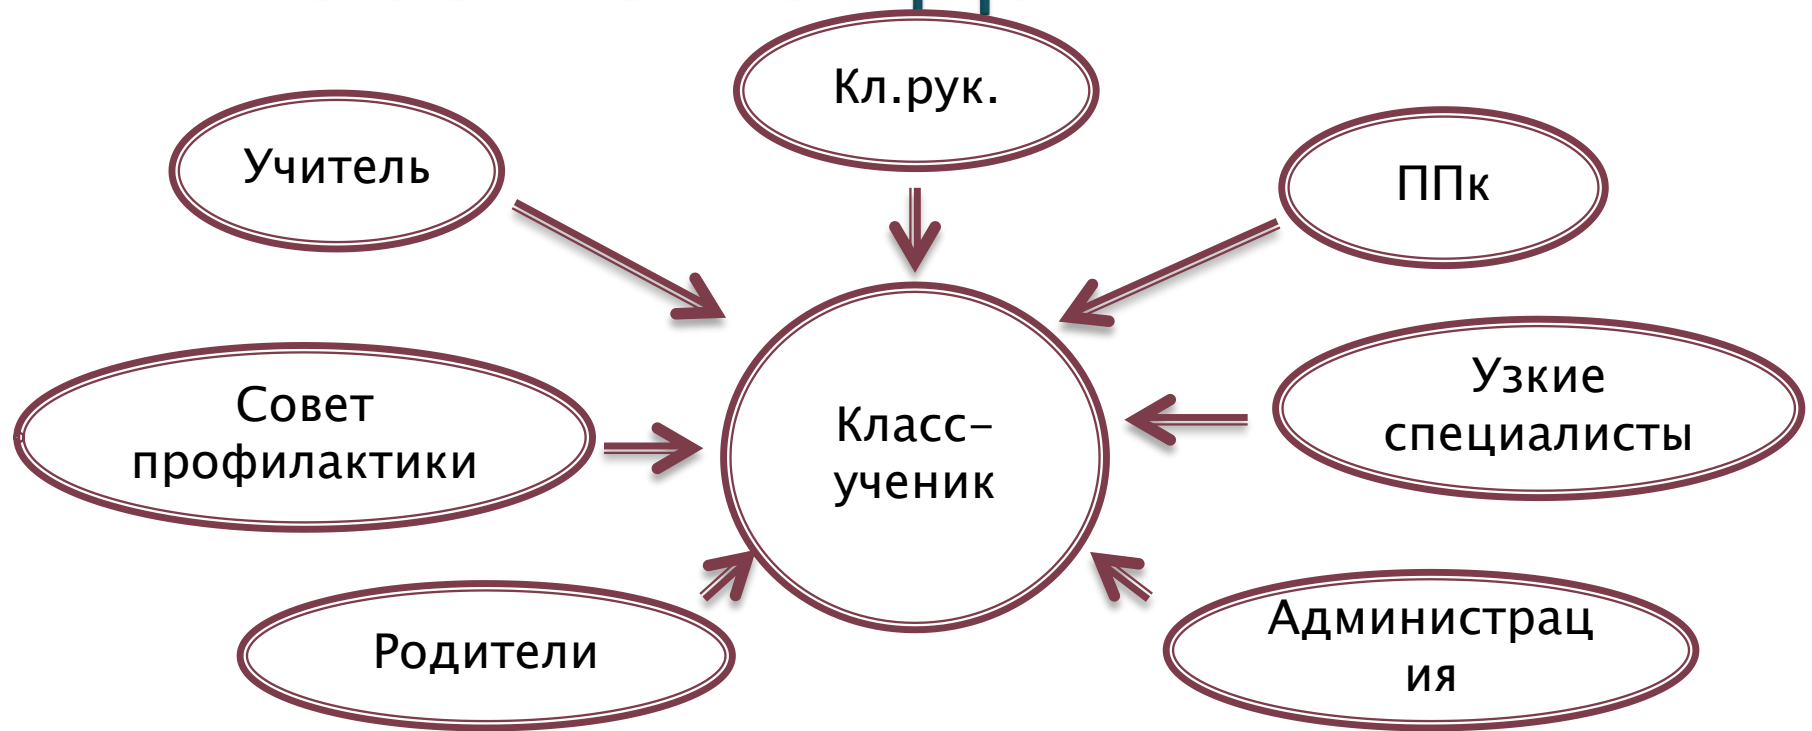 Кл.рук.
Учитель
ППк
Совет
профилактики
Класс-
ученик
Узкие
специалисты
Родители
Администрац
ия